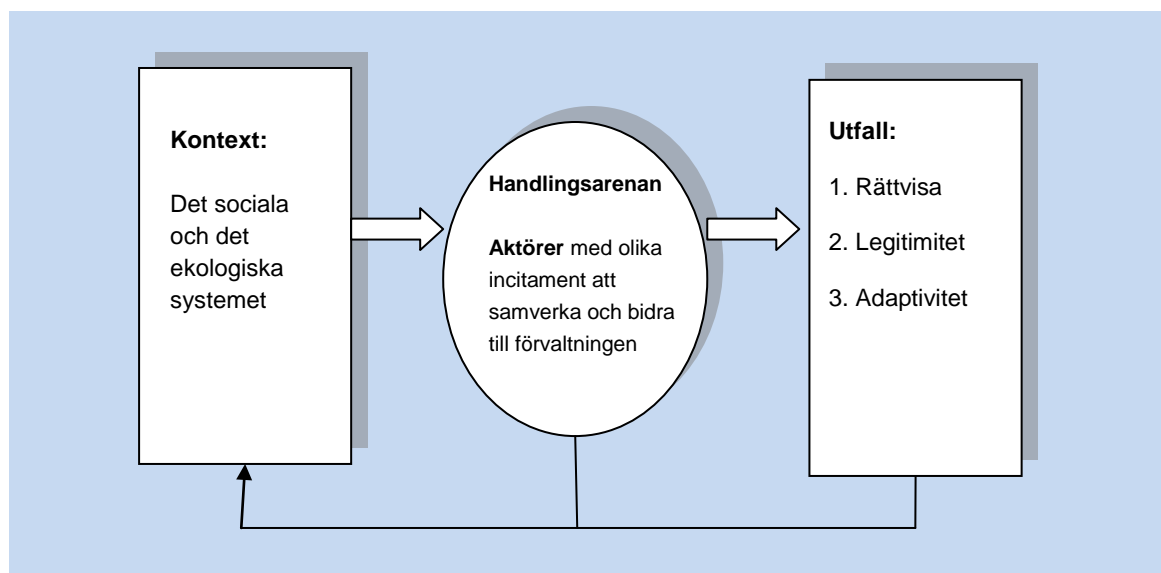 Kontext:
Det sociala
och det
ekologiska
systemet
Handlingsarenan
Aktörer med olika
incitament att
samverka och bidra
till förvaltningen
Utfall:
1. Rättvisa
2. Legitimitet
3. Adaptivitet